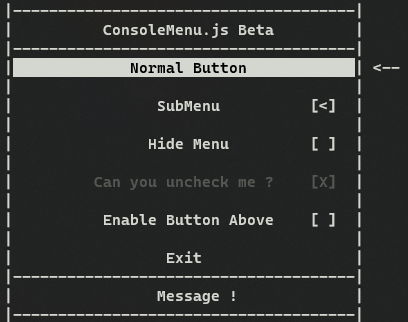 ConsoleMenu.js Beta
Normal Button <--
SubMenu [<]
Hide Menu [ ]
Can you uncheck me ? [X]
Enable Button Above [ ]
Exit
Message !